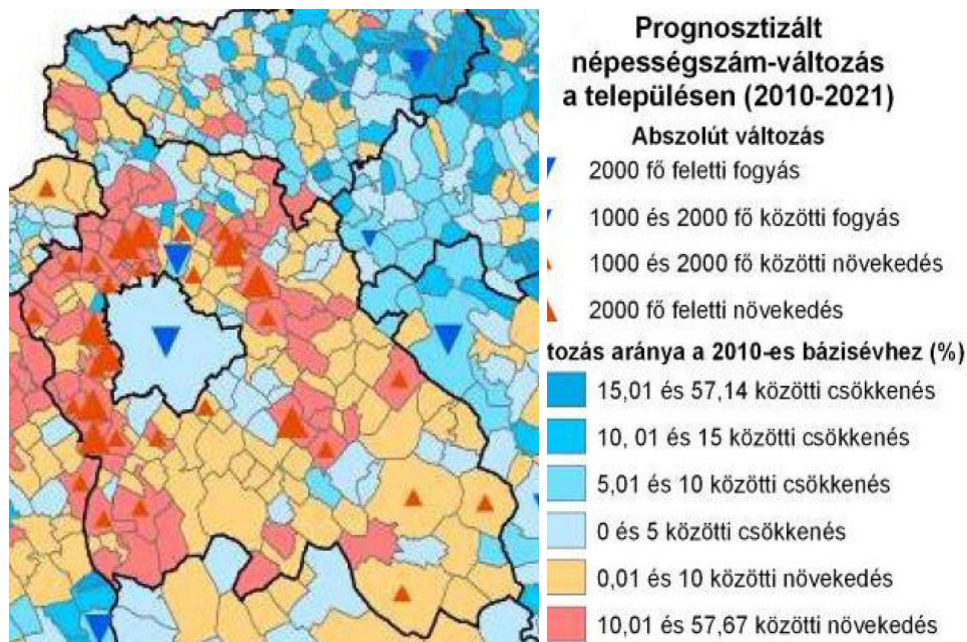 Prognosztizált
népességszám-változás
a településen (2010-2021)
Abszolút változás
2000 fő feletti fogyás
1000 és 2000 fő közötti fogyás
1000 és 2000 fő közötti növekedés
2000 fő feletti növekedés
tozás aránya a 2010-es bázisévhez (%)
15,01 és 57,14 közötti csökkenés
10, 01 és 15 közötti csökkenés
5,01 és 10 közötti csökkenés
0 és 5 közötti csökkenés
0,01 és 10 közötti növekedés
10,01 és 57,67 közötti növekedés